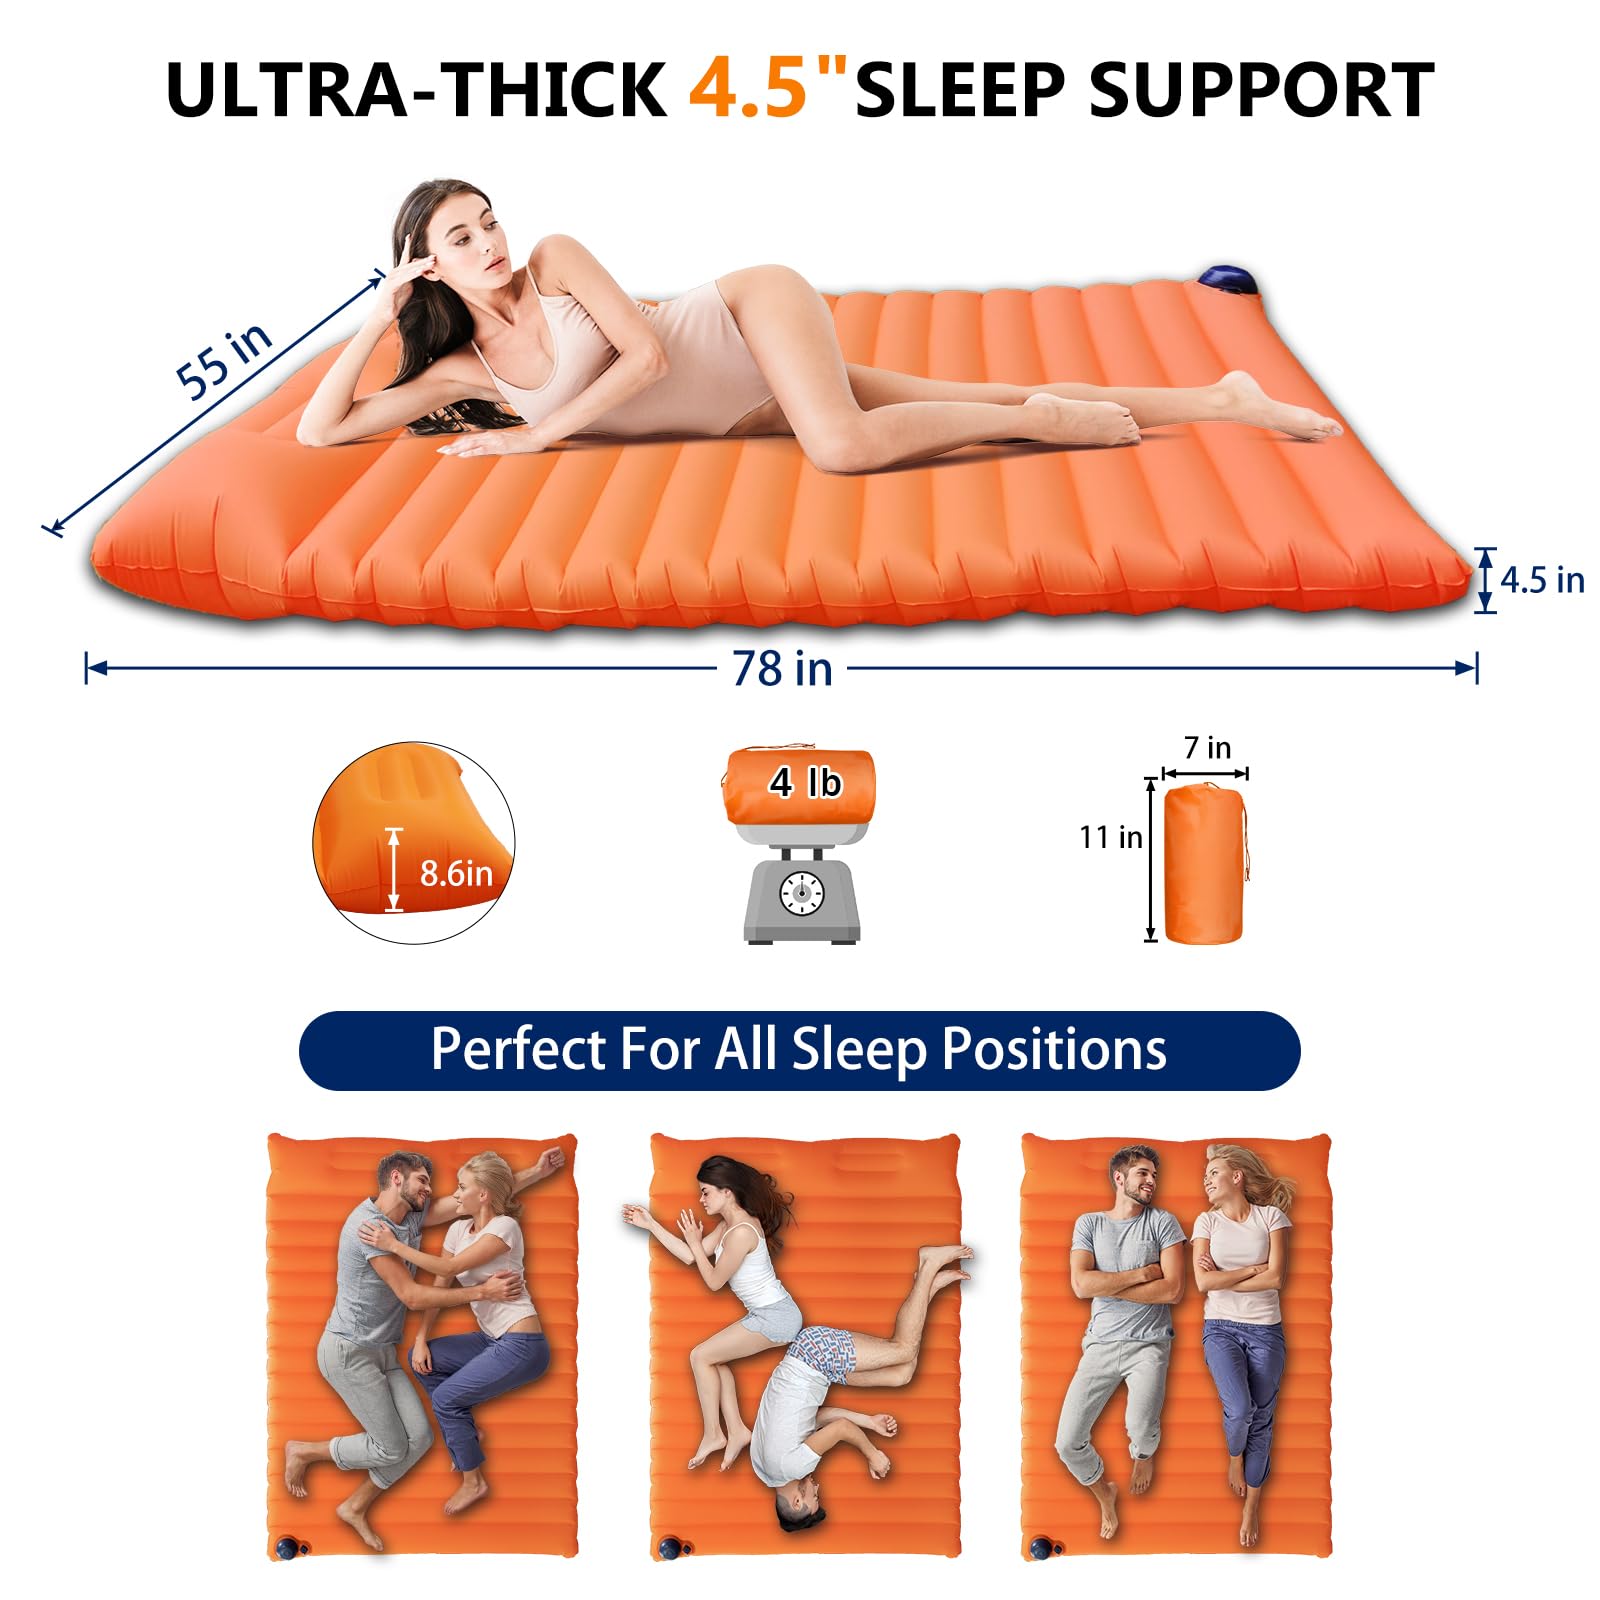 ULTRA-THICK 4.5"SLEEP SUPPORT
55 in
4.5 in
78 in
8.6in
4 lb
7 in
11 in
Perfect For All Sleep Positions